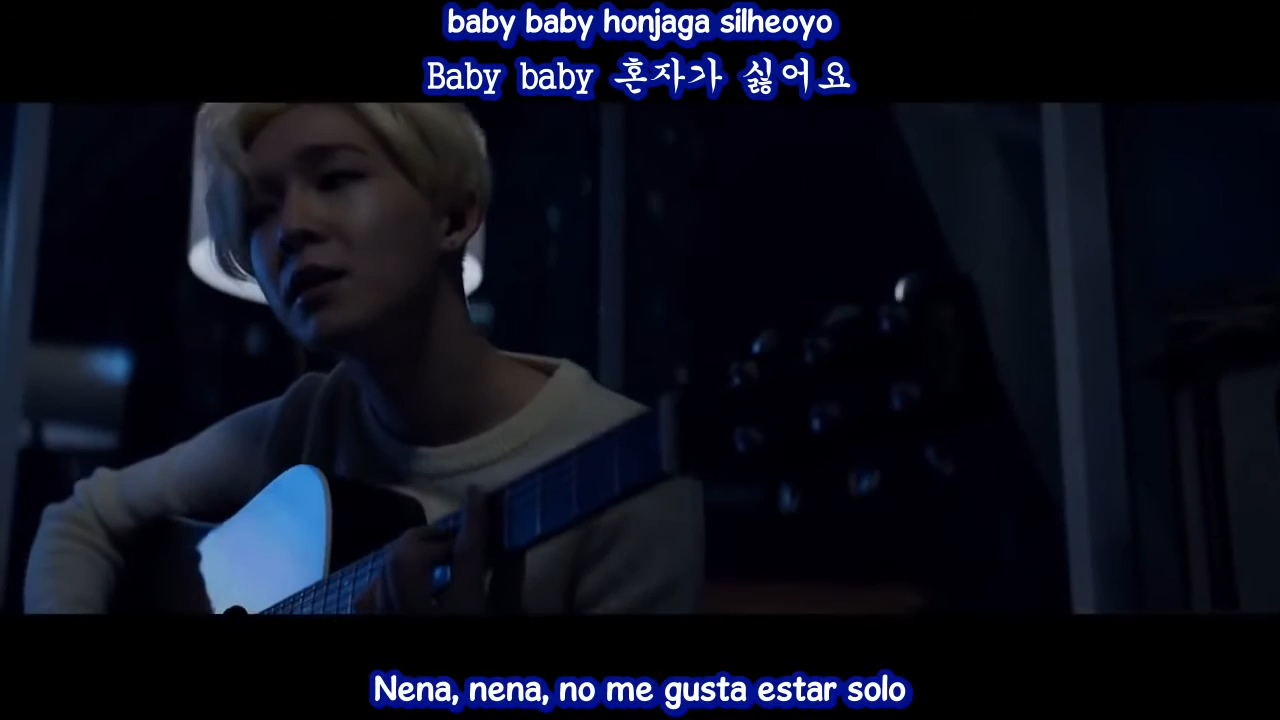 baby baby honjaga silheoyo
Baby baby 혼자가 싫어요
Nena, nena, no me gusta estar solo